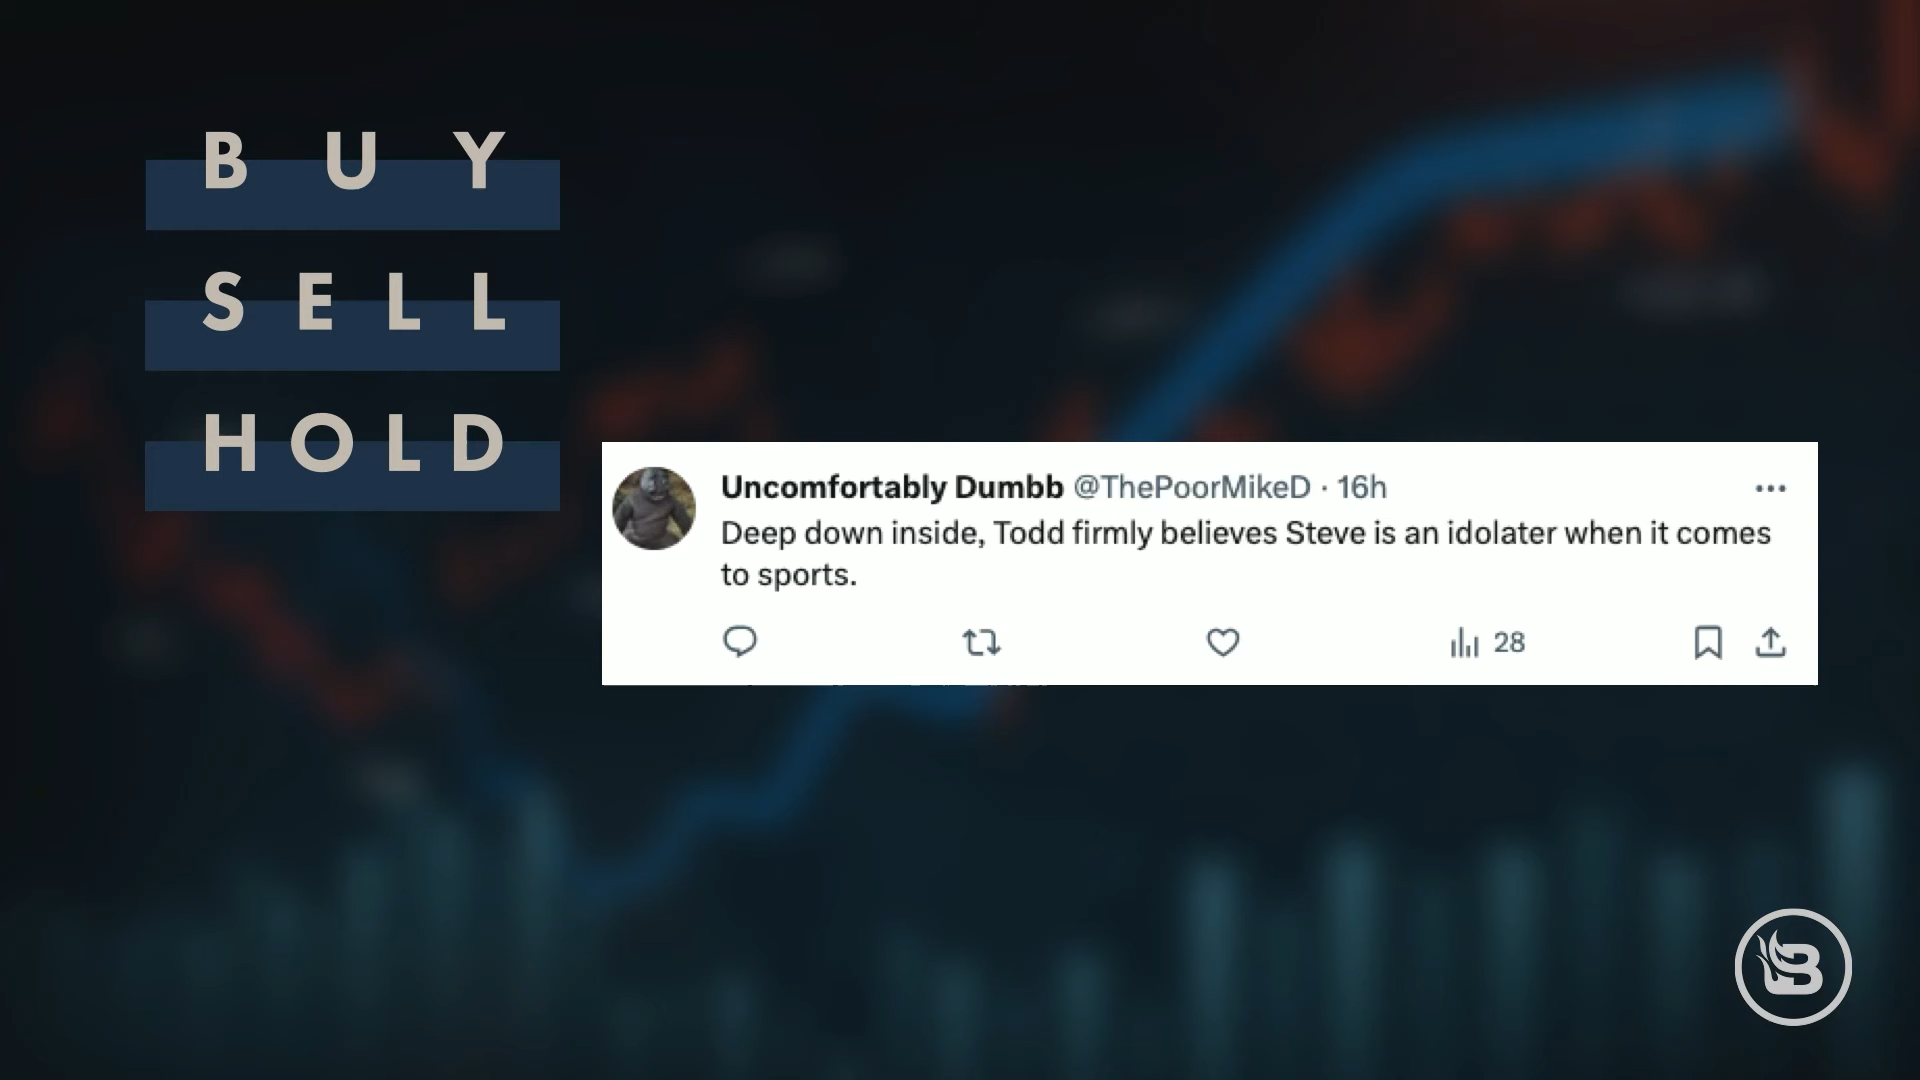 BUY
SELL
HOLD
Uncomfortably Dumbb @ThePoorMikeD · 16h
Deep down inside, Todd firmly believes Steve is an idolater when it comes
to sports.
28
B